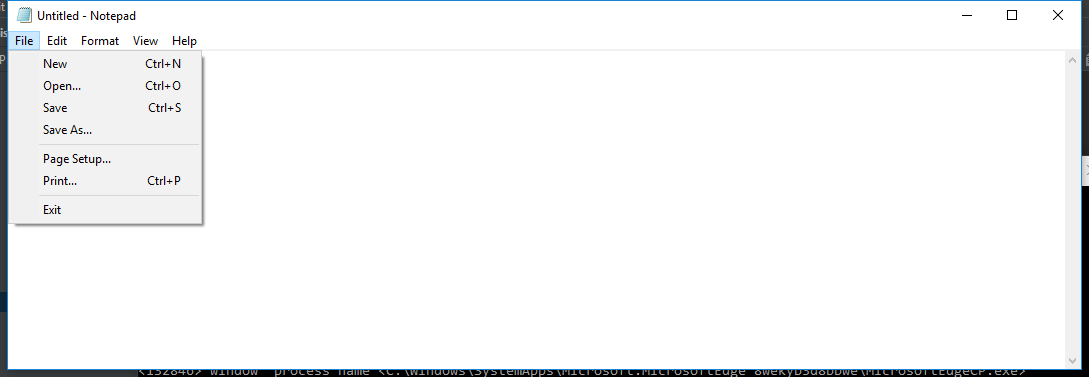 Untitled - Notepad
File Edit Format View Help
New Ctrl+N
Open... Ctrl+O
Save Ctrl+S
Save As...
Page Setup...
Print... Ctrl+P
Exit
<132846> window process name <C:\Windows\SystemApps\Microsoft.MicrosoftEdge_8wekyb3d8bbwe\MicrosoftEdgeCP.exe>